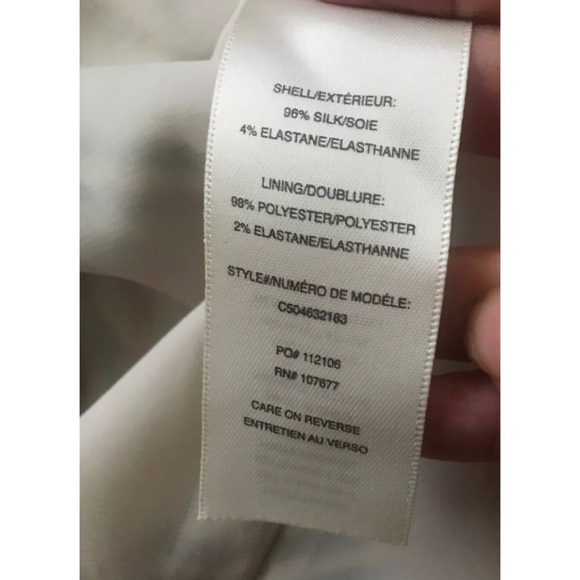 SHELL/EXTÉRIEUR:
96% SILK/SOIE
4% ELASTANE/ELASTHANNE
LINING/DOUBLURE:
98% POLYESTER/POLYESTER
2% ELASTANE/ELASTHANNE
STYLE#/NUMÉRO DE MODÈLE:
C504632183
PO# 112106
RN# 107677
CARE ON REVERSE
ENTRETIEN AU VERSO